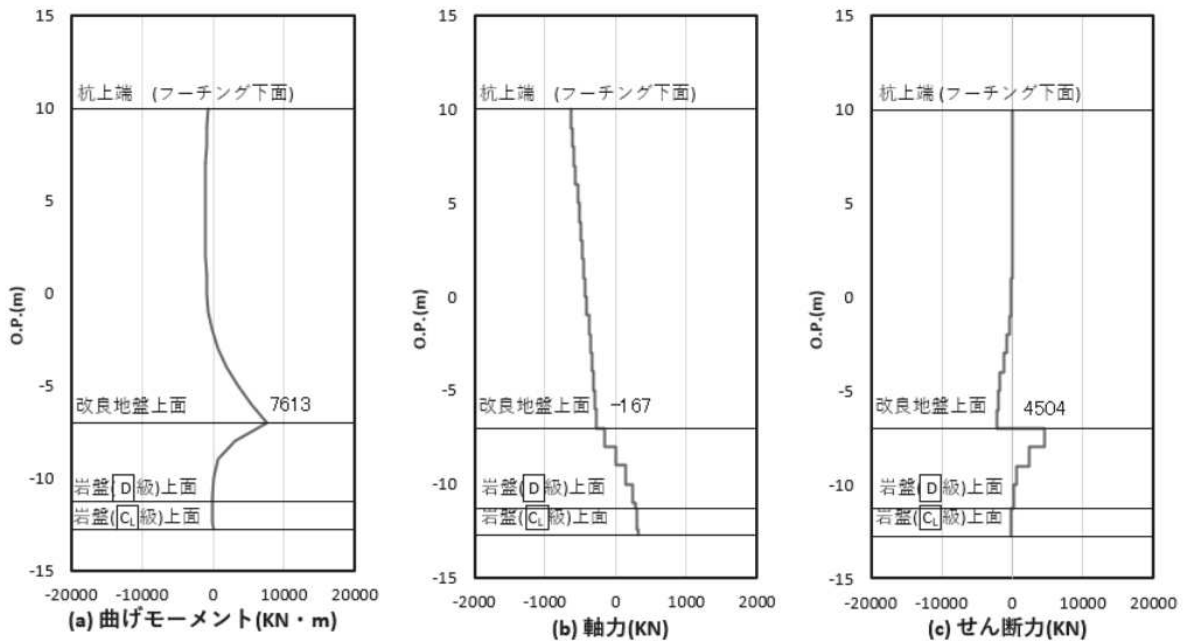 15
10
5
0
-5
-10
-15
O.P.(m)
杭上端 (フーチング下面)
改良地盤上面
7613
岩盤(D級)上面
岩盤(CL級)上面
-20000 -10000 0 10000 20000
(a) 曲げモーメント(KN・m)
15
10
5
0
-5
-10
-15
O.P.(m)
杭上端 (フーチング下面)
改良地盤上面
-167
岩盤(D級)上面
岩盤(CL級)上面
-2000 -1000 0 1000 2000
(b) 軸力(KN)
15
10
5
0
-5
-10
-15
O.P.(m)
杭上端 (フーチング下面)
改良地盤上面
4504
岩盤(D級)上面
岩盤(CL級)上面
-20000 -10000 0 10000 20000
(c) せん断力(KN)